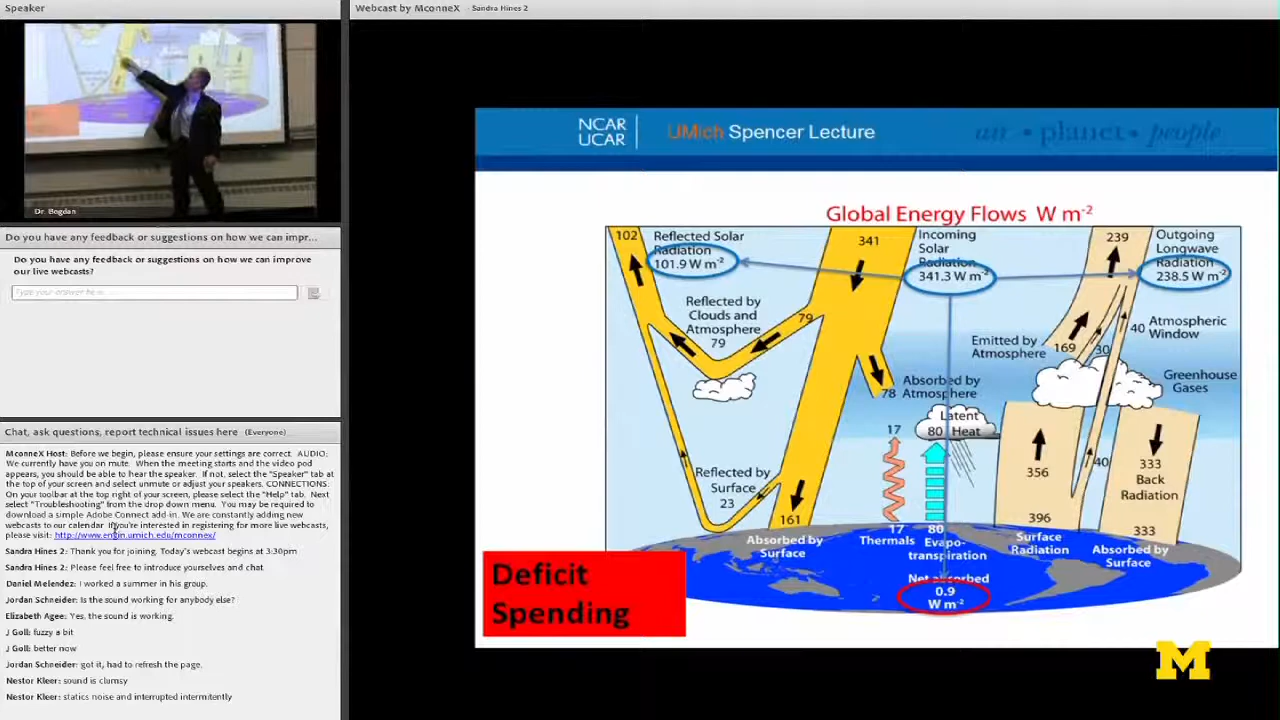 Speaker
Webcast by MconneX - Sandra Hines 2
Dr. Bogdan
Do you have any feedback or suggestions on how we can impr...
Do you have any feedback or suggestions on how we can improve
our live webcasts?
Type your answer here...
Chat, ask questions, report technical issues here (Everyone)
MconneX Host: Before we begin, please ensure your settings are correct. AUDIO:
We currently have you on mute. When the meeting starts and the video pod
appears, you should be able to hear the speaker. If not, select the "Speaker" tab at
the top of your screen and select unmute or adjust your speakers. CONNECTIONS:
On your toolbar at the top right of your screen, please select the "Help" tab. Next
select "Troubleshooting" from the drop down menu. You may be required to
download a simple Adobe Connect add in. We are constantly adding new
webcasts to our calendar. If you're interested in registering for more live webcasts,
please visit: http://www.engin.umich.edu/mconnex/
Sandra Hines 2: Thank you for joining. Today's webcast begins at 3:30pm
Sandra Hines 2: Please feel free to introduce yourselves and chat
Daniel Melendez: I worked a summer in his group.
Jordan Schneider: Is the sound working for anybody else?
Elizabeth Agee: Yes, the sound is working.
J Goll: fuzzy a bit
J Goll: better now
Jordan Schneider: got it, had to refresh the page.
Nestor Kleer: sound is clumsy
Nestor Kleer: statics noise and interrupted intermitently
NCAR
UCAR
UMich Spencer Lecture
air • planet • people
Global Energy Flows W m-2
102
Reflected Solar
Radiation
101.9 W m-2
341
Incoming
Solar
Radiation
341.3 W m-2
239
Outgoing
Longwave
Radiation
238.5 W m-2
Reflected by
Clouds and
Atmosphere
79
79
Emitted by
Atmosphere
169
30
40
Atmospheric
Window
Greenhouse
Gases
78
Absorbed by
Atmosphere
Latent
80 Heat
17
Reflected by
Surface
23
161
Absorbed by
Surface
17
Thermals
80
Evapo-
transpiration
356
40
396
Surface
Radiation
333
Back
Radiation
333
Absorbed by
Surface
Net absorbed
0.9
W m-2
Deficit
Spending
M